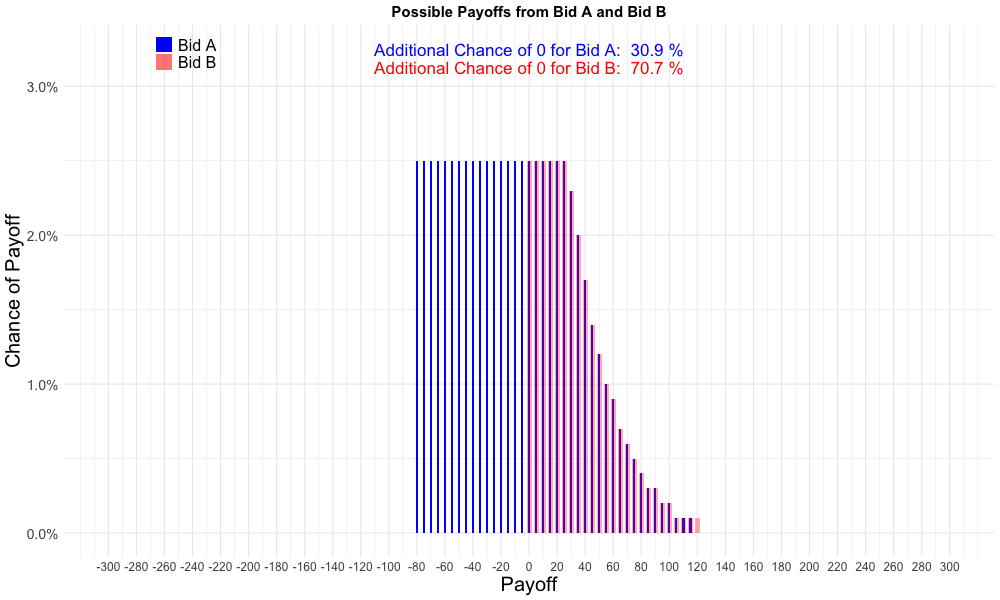 Possible Payoffs from Bid A and Bid B
Bid A
Bid B
Additional Chance of 0 for Bid A: 30.9 %
Additional Chance of 0 for Bid B: 70.7 %
Chance of Payoff
3.0%
2.0%
1.0%
0.0%
-300 -280 -260 -240 -220 -200 -180 -160 -140 -120 -100 -80 -60 -40 -20 0 20 40 60 80 100 120 140 160 180 200 220 240 260 280 300
Payoff